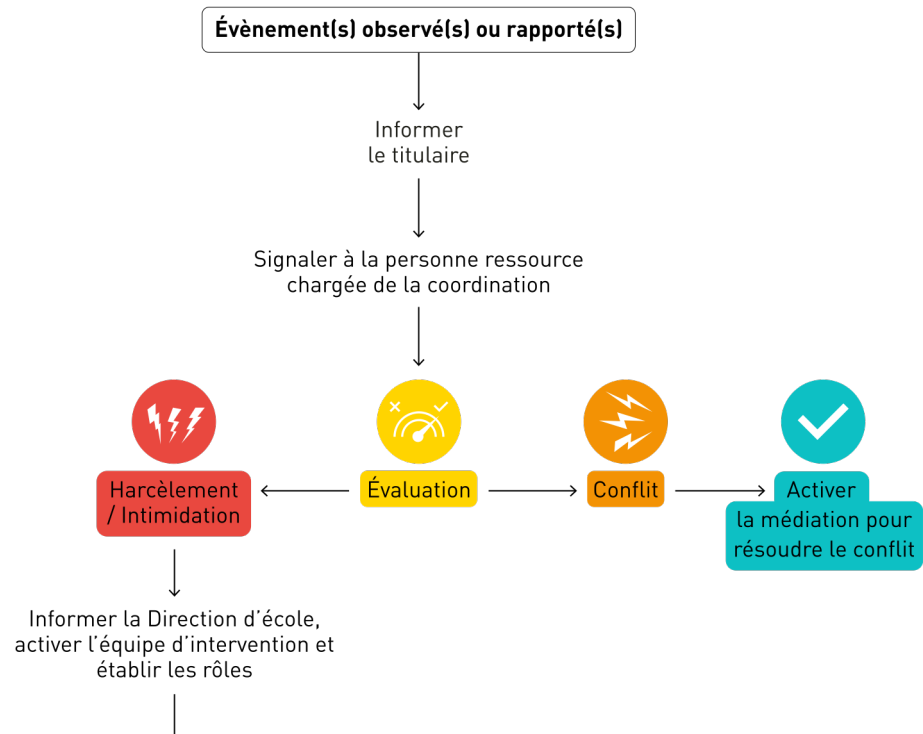 Évènement(s) observé(s) ou rapporté(s)
Informer
le titulaire
Signaler à la personne ressource
chargée de la coordination
Harcèlement
/ Intimidation
Évaluation
Conflit
Activer
la médiation pour
résoudre le conflit
Informer la Direction d’école,
activer l’équipe d’intervention et
établir les rôles